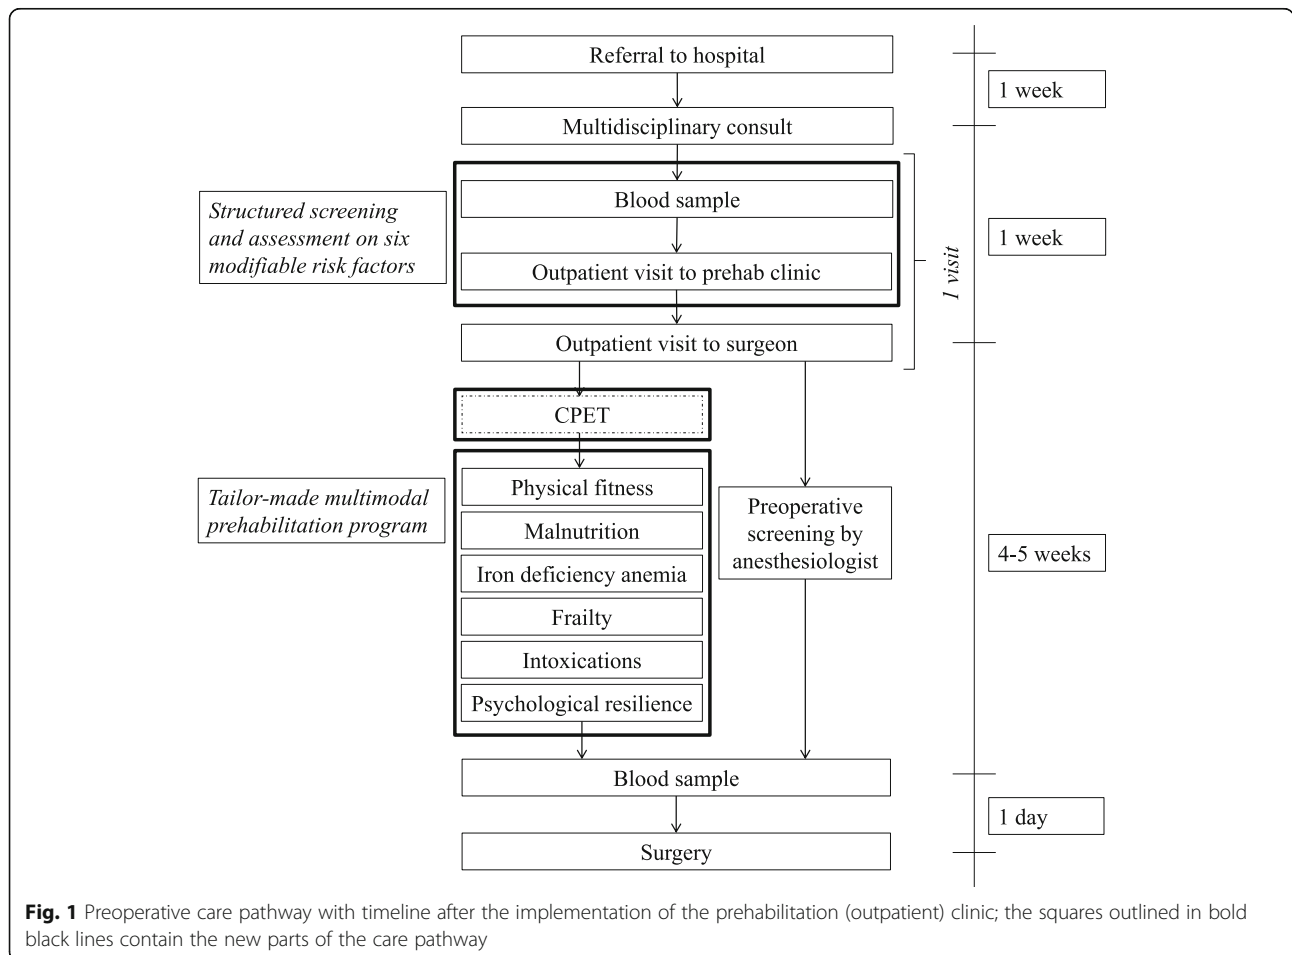 Referral to hospital
1 week
Multidisciplinary consult
Structured screening
and assessment on six
modifiable risk factors
Blood sample
Outpatient visit to prehab clinic
1 visit
1 week
Outpatient visit to surgeon
CPET
Tailor-made multimodal
prehabilitation program
Physical fitness
Malnutrition
Iron deficiency anemia
Frailty
Intoxications
Psychological resilience
Preoperative
screening by
anesthesiologist
4-5 weeks
Blood sample
1 day
Surgery
Fig. 1 Preoperative care pathway with timeline after the implementation of the prehabilitation (outpatient) clinic; the squares outlined in bold
black lines contain the new parts of the care pathway